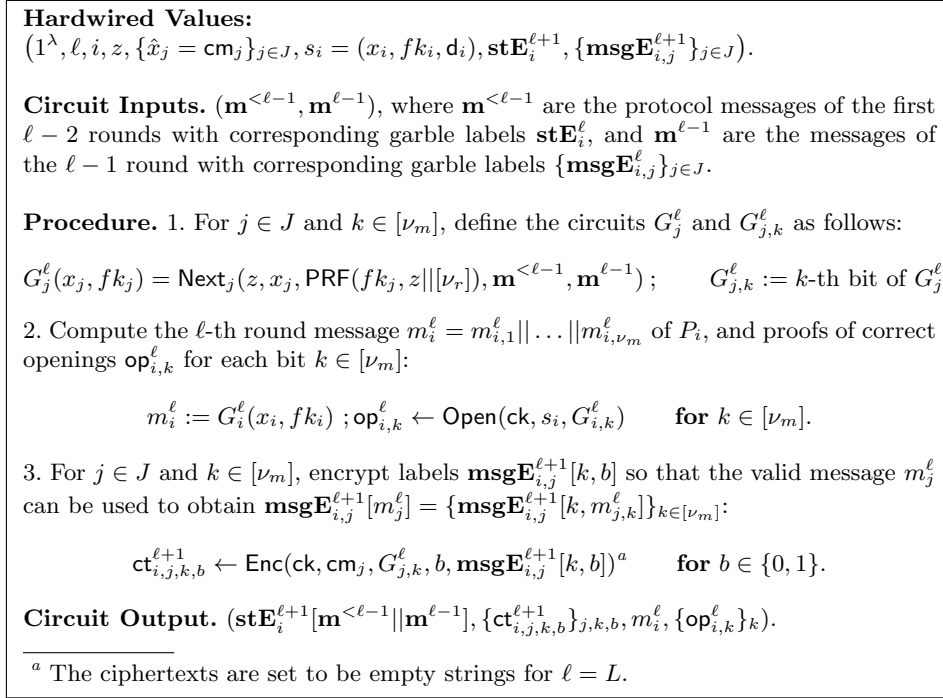 Hardwired Values:
(1^λ, ℓ, i, z, {x̂_j = cm_j}_{j∈J}, s_i = (x_i, fk_i, d_i), stE_i^{ℓ+1}, {msgE_{i,j}^{ℓ+1}}_{j∈J}).
Circuit Inputs. (m^{<ℓ−1}, m^{ℓ−1}), where m^{<ℓ−1} are the protocol messages of the first
ℓ − 2 rounds with corresponding garble labels stE_i^ℓ, and m^{ℓ−1} are the messages of
the ℓ − 1 round with corresponding garble labels {msgE_{i,j}^ℓ}_{j∈J}.
Procedure. 1. For j ∈ J and k ∈ [ν_m], define the circuits G_j^ℓ and G_{j,k}^ℓ as follows:
G_j^ℓ(x_j, fk_j) = Next_j(z, x_j, PRF(fk_j, z||[ν_r]), m^{<ℓ−1}, m^{ℓ−1}) ; G_{j,k}^ℓ := k-th bit of G_j^ℓ
2. Compute the ℓ-th round message m_i^ℓ = m_{i,1}^ℓ|| . . . ||m_{i,ν_m}^ℓ of P_i, and proofs of correct
openings op_{i,k}^ℓ for each bit k ∈ [ν_m]:
m_i^ℓ := G_i^ℓ(x_i, fk_i) ; op_{i,k}^ℓ ← Open(ck, s_i, G_{i,k}^ℓ) for k ∈ [ν_m].
3. For j ∈ J and k ∈ [ν_m], encrypt labels msgE_{i,j}^{ℓ+1}[k, b] so that the valid message m_j^ℓ
can be used to obtain msgE_{i,j}^{ℓ+1}[m_j^ℓ] = {msgE_{i,j}^{ℓ+1}[k, m_{j,k}^ℓ]}_{k∈[ν_m]}:
ct_{i,j,k,b}^{ℓ+1} ← Enc(ck, cm_j, G_{j,k}^ℓ, b, msgE_{i,j}^{ℓ+1}[k, b])^a for b ∈ {0, 1}.
Circuit Output. (stE_i^{ℓ+1}[m^{<ℓ−1}||m^{ℓ−1}], {ct_{i,j,k,b}^{ℓ+1}}_{j,k,b}, m_i^ℓ, {op_{i,k}^ℓ}_k).
^a The ciphertexts are set to be empty strings for ℓ = L.